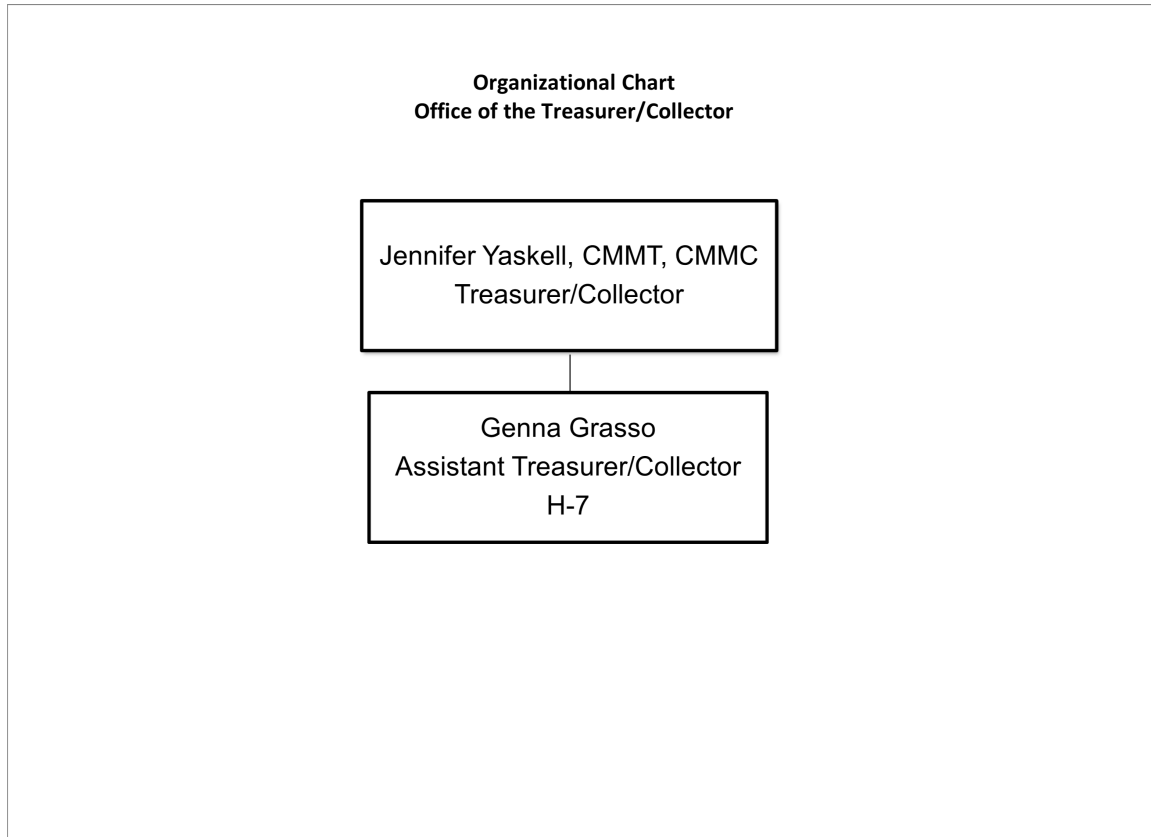 Organizational Chart
Office of the Treasurer/Collector
Jennifer Yaskell, CMMT, CMMC
Treasurer/Collector
Genna Grasso
Assistant Treasurer/Collector
H-7